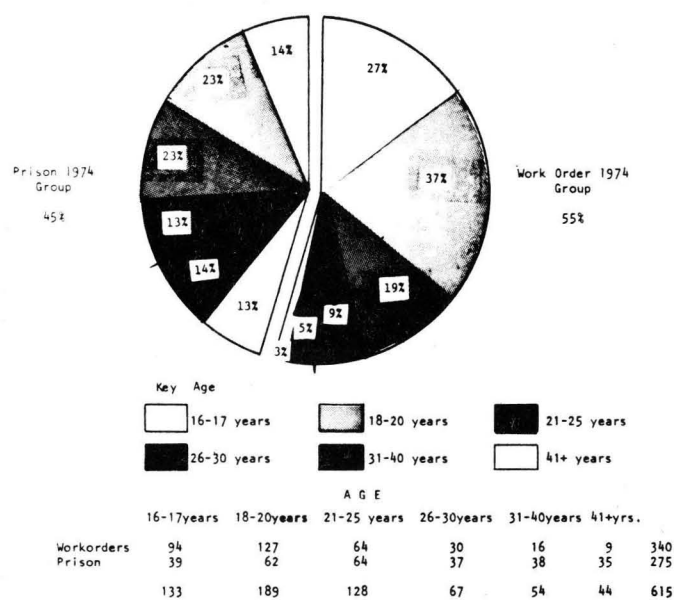 14%
27%
23%
Prison 1974
Group
45%
23%
37%
Work Order 1974
Group
55%
13%
14%
19%
13%
9%
5%
3%
Key Age
16-17 years
18-20 years
21-25 years
26-30 years
31-40 years
41+ years
A G E
16-17years 18-20years 21-25 years 26-30years 31-40years 41+yrs.
Workorders 94 127 64 30 16 9 340
Prison 39 62 64 37 38 35 275
133 189 128 67 54 44 615